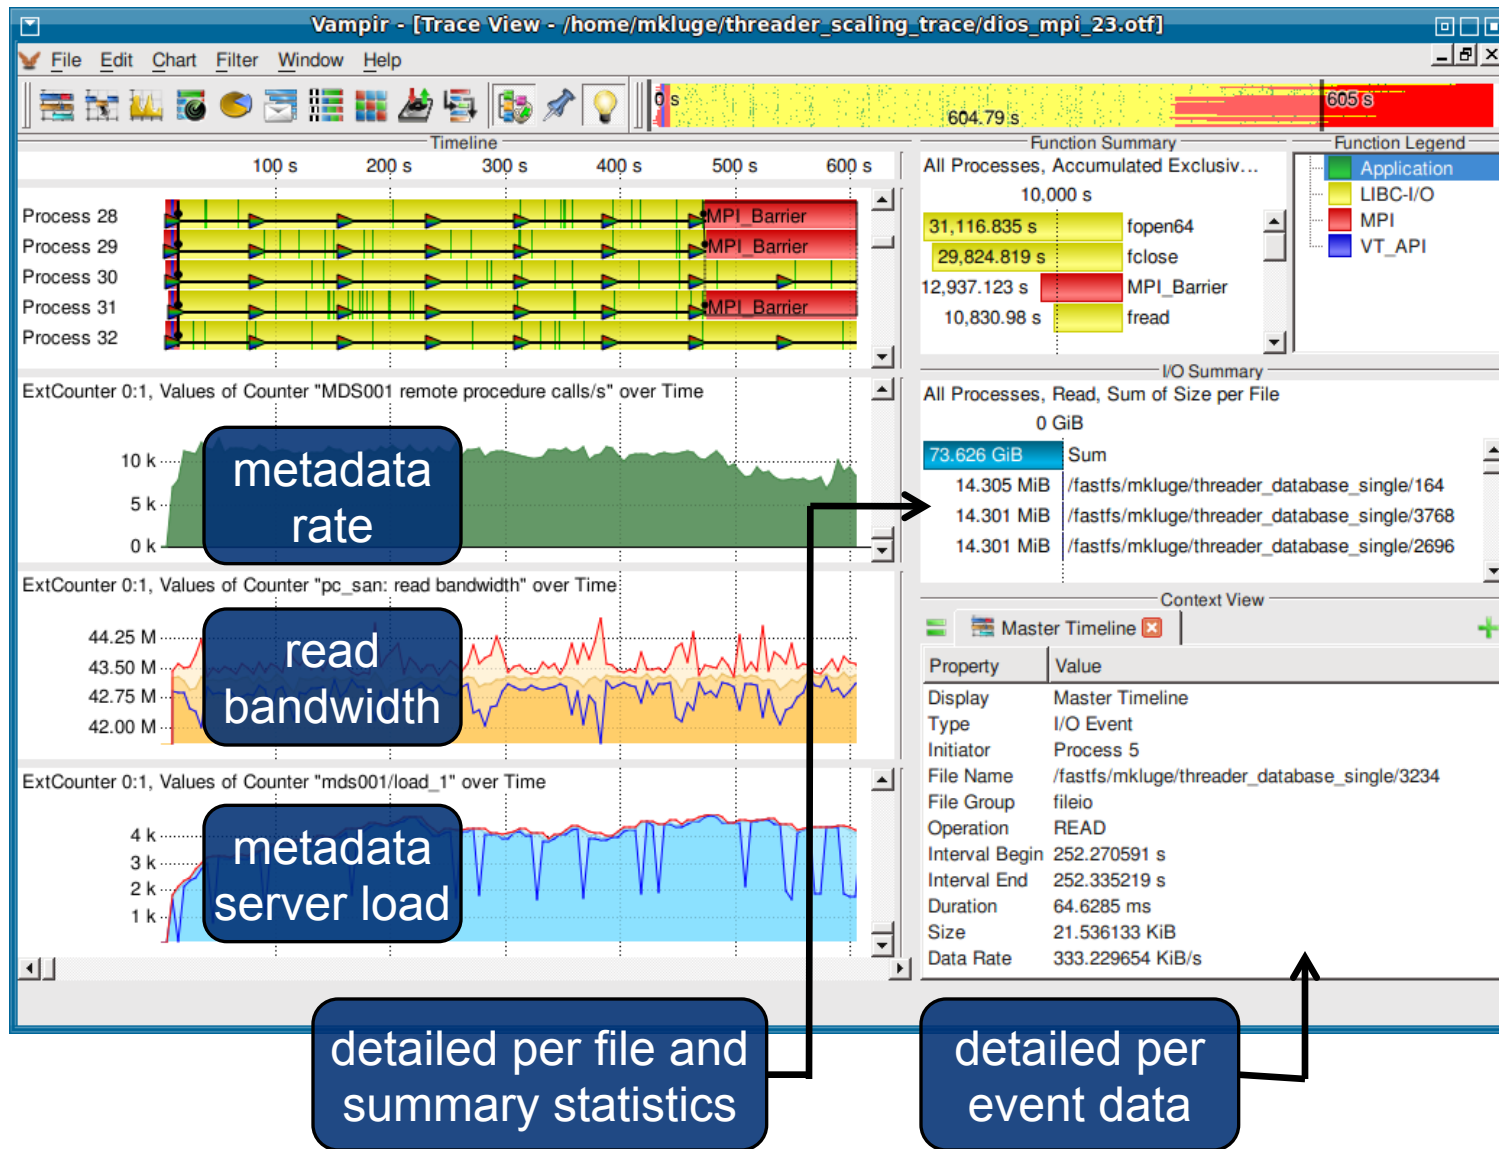 Vampir - [Trace View - /home/mkluge/threader_scaling_trace/dios_mpi_23.otf]
File Edit Chart Filter Window Help
0 s
604.79 s
605 s
Timeline
100 s 200 s 300 s 400 s 500 s 600 s
Process 28
MPI_Barrier
Process 29
MPI_Barrier
Process 30
Process 31
MPI_Barrier
Process 32
ExtCounter 0:1, Values of Counter "MDS001 remote procedure calls/s" over Time
10 k
5 k
0 k
metadata
rate
ExtCounter 0:1, Values of Counter "pc_san: read bandwidth" over Time
44.25 M
43.50 M
42.75 M
42.00 M
read
bandwidth
ExtCounter 0:1, Values of Counter "mds001/load_1" over Time
4 k
3 k
2 k
1 k
metadata
server load
Function Summary
All Processes, Accumulated Exclusiv...
10,000 s
31,116.835 s fopen64
29,824.819 s fclose
12,937.123 s MPI_Barrier
10,830.98 s fread
Function Legend
Application
LIBC-I/O
MPI
VT_API
I/O Summary
All Processes, Read, Sum of Size per File
0 GiB
73.626 GiB Sum
14.305 MiB /fastfs/mkluge/threader_database_single/164
14.301 MiB /fastfs/mkluge/threader_database_single/3768
14.301 MiB /fastfs/mkluge/threader_database_single/2696
Context View
Master Timeline
Property Value
Display Master Timeline
Type I/O Event
Initiator Process 5
File Name /fastfs/mkluge/threader_database_single/3234
File Group fileio
Operation READ
Interval Begin 252.270591 s
Interval End 252.335219 s
Duration 64.6285 ms
Size 21.536133 KiB
Data Rate 333.229654 KiB/s
detailed per file and
summary statistics
detailed per
event data